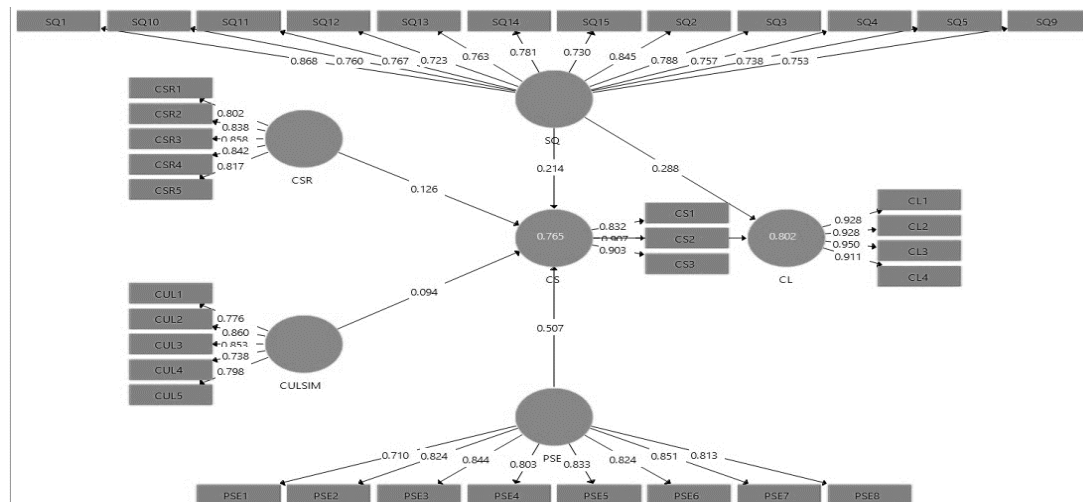 SQ1 SQ10 SQ11 SQ12 SQ13 SQ14 SQ15 SQ2 SQ3 SQ4 SQ5 SQ9
0.868 0.760 0.767 0.723 0.763 0.781 0.730 0.845 0.788 0.757 0.738 0.753
SQ
CSR1
CSR2
CSR3
CSR4
CSR5
0.802
0.838
0.858
0.842
0.817
CSR
0.126
0.214
0.288
0.765
CS
0.832
0.907
0.903
CS1
CS2
CS3
0.802
CL
0.928
0.928
0.950
0.911
CL1
CL2
CL3
CL4
CUL1
CUL2
CUL3
CUL4
CUL5
0.776
0.860
0.853
0.738
0.798
CULSIM
0.094
0.507
PSE
0.710 0.824 0.844 0.803 0.833 0.824 0.851 0.813
PSE1 PSE2 PSE3 PSE4 PSE5 PSE6 PSE7 PSE8